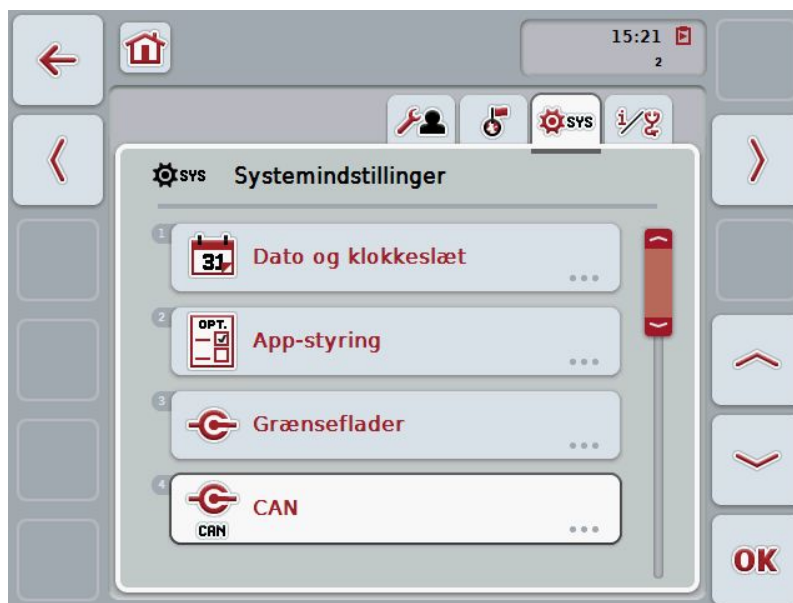 15:21
2
SYS
i
SYS Systemindstillinger
1
31
Dato og klokkeslæt
2
OPT.
App-styring
3
Grænseflader
4
CAN
CAN
OK